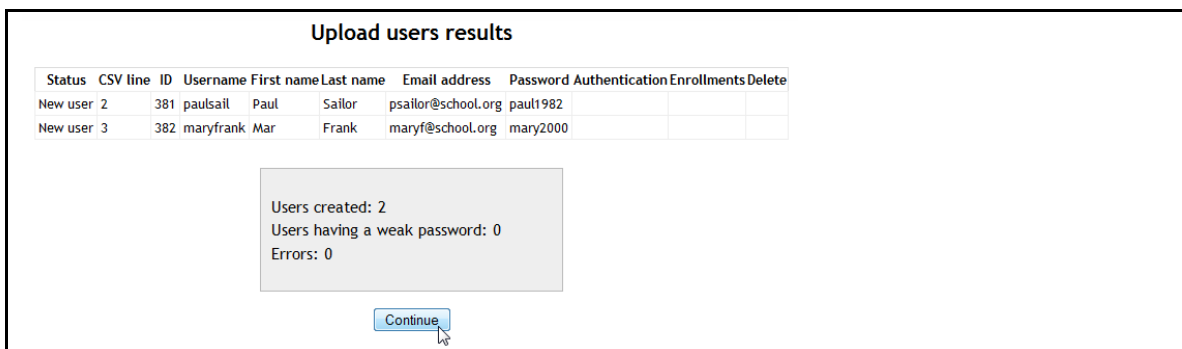 Upload users results
Status CSV line ID Username First name Last name Email address Password Authentication Enrollments Delete
New user 2 381 paulsail Paul Sailor psailor@school.org paul1982
New user 3 382 maryfrank Mar Frank maryf@school.org mary2000
Users created: 2
Users having a weak password: 0
Errors: 0
Continue